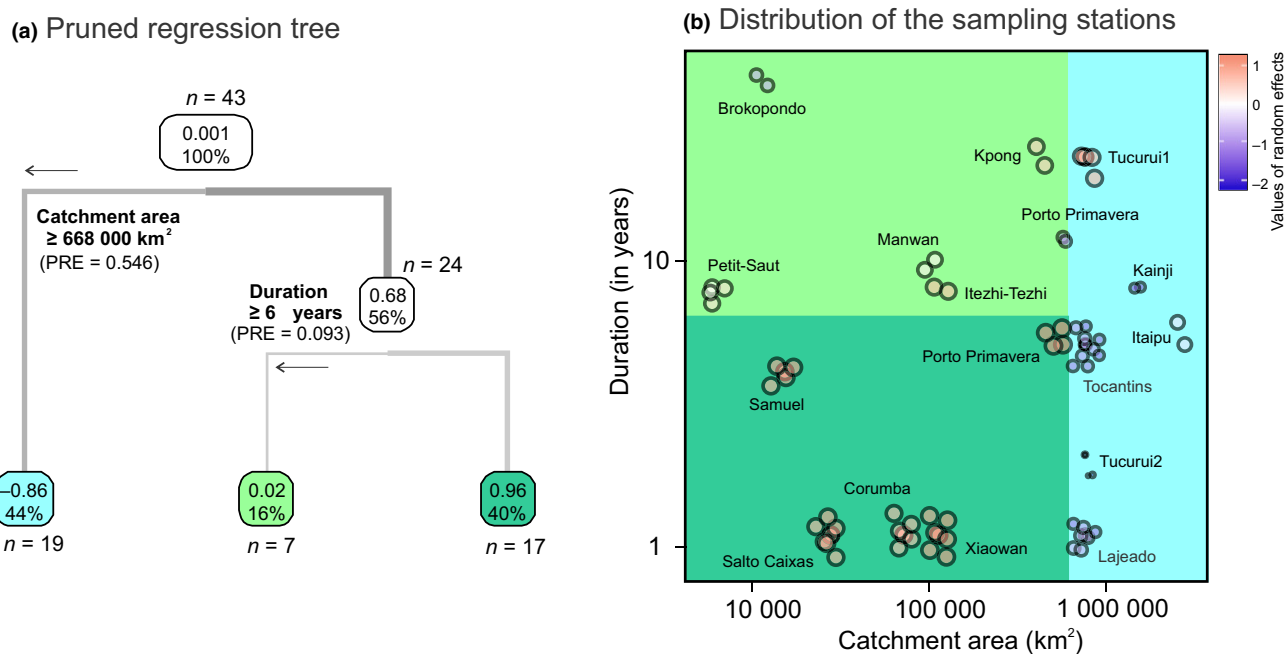 (a) Pruned regression tree
n = 43
0.001
100%
Catchment area
≥ 668 000 km²
(PRE = 0.546)
n = 24
0.68
56%
Duration
≥ 6 years
(PRE = 0.093)
–0.86
44%
n = 19
0.02
16%
n = 7
0.96
40%
n = 17
(b) Distribution of the sampling stations
Duration (in years)
10
1
Brokopondo
Kpong
Tucurui1
Porto Primavera
Manwan
Petit-Saut
Itezhi-Tezhi
Kainji
Itaipu
Porto Primavera
Tocantins
Samuel
Tucurui2
Corumba
Salto Caixas
Xiaowan
Lajeado
10 000
100 000
1 000 000
Catchment area (km²)
1
0
–1
–2
Values of random effects